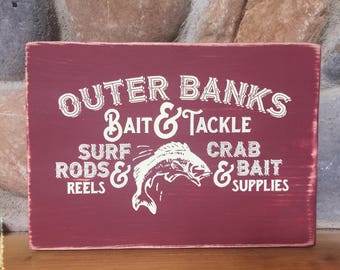 OUTER BANKS
BAIT & TACKLE
SURF RODS & REELS
CRAB & BAIT SUPPLIES